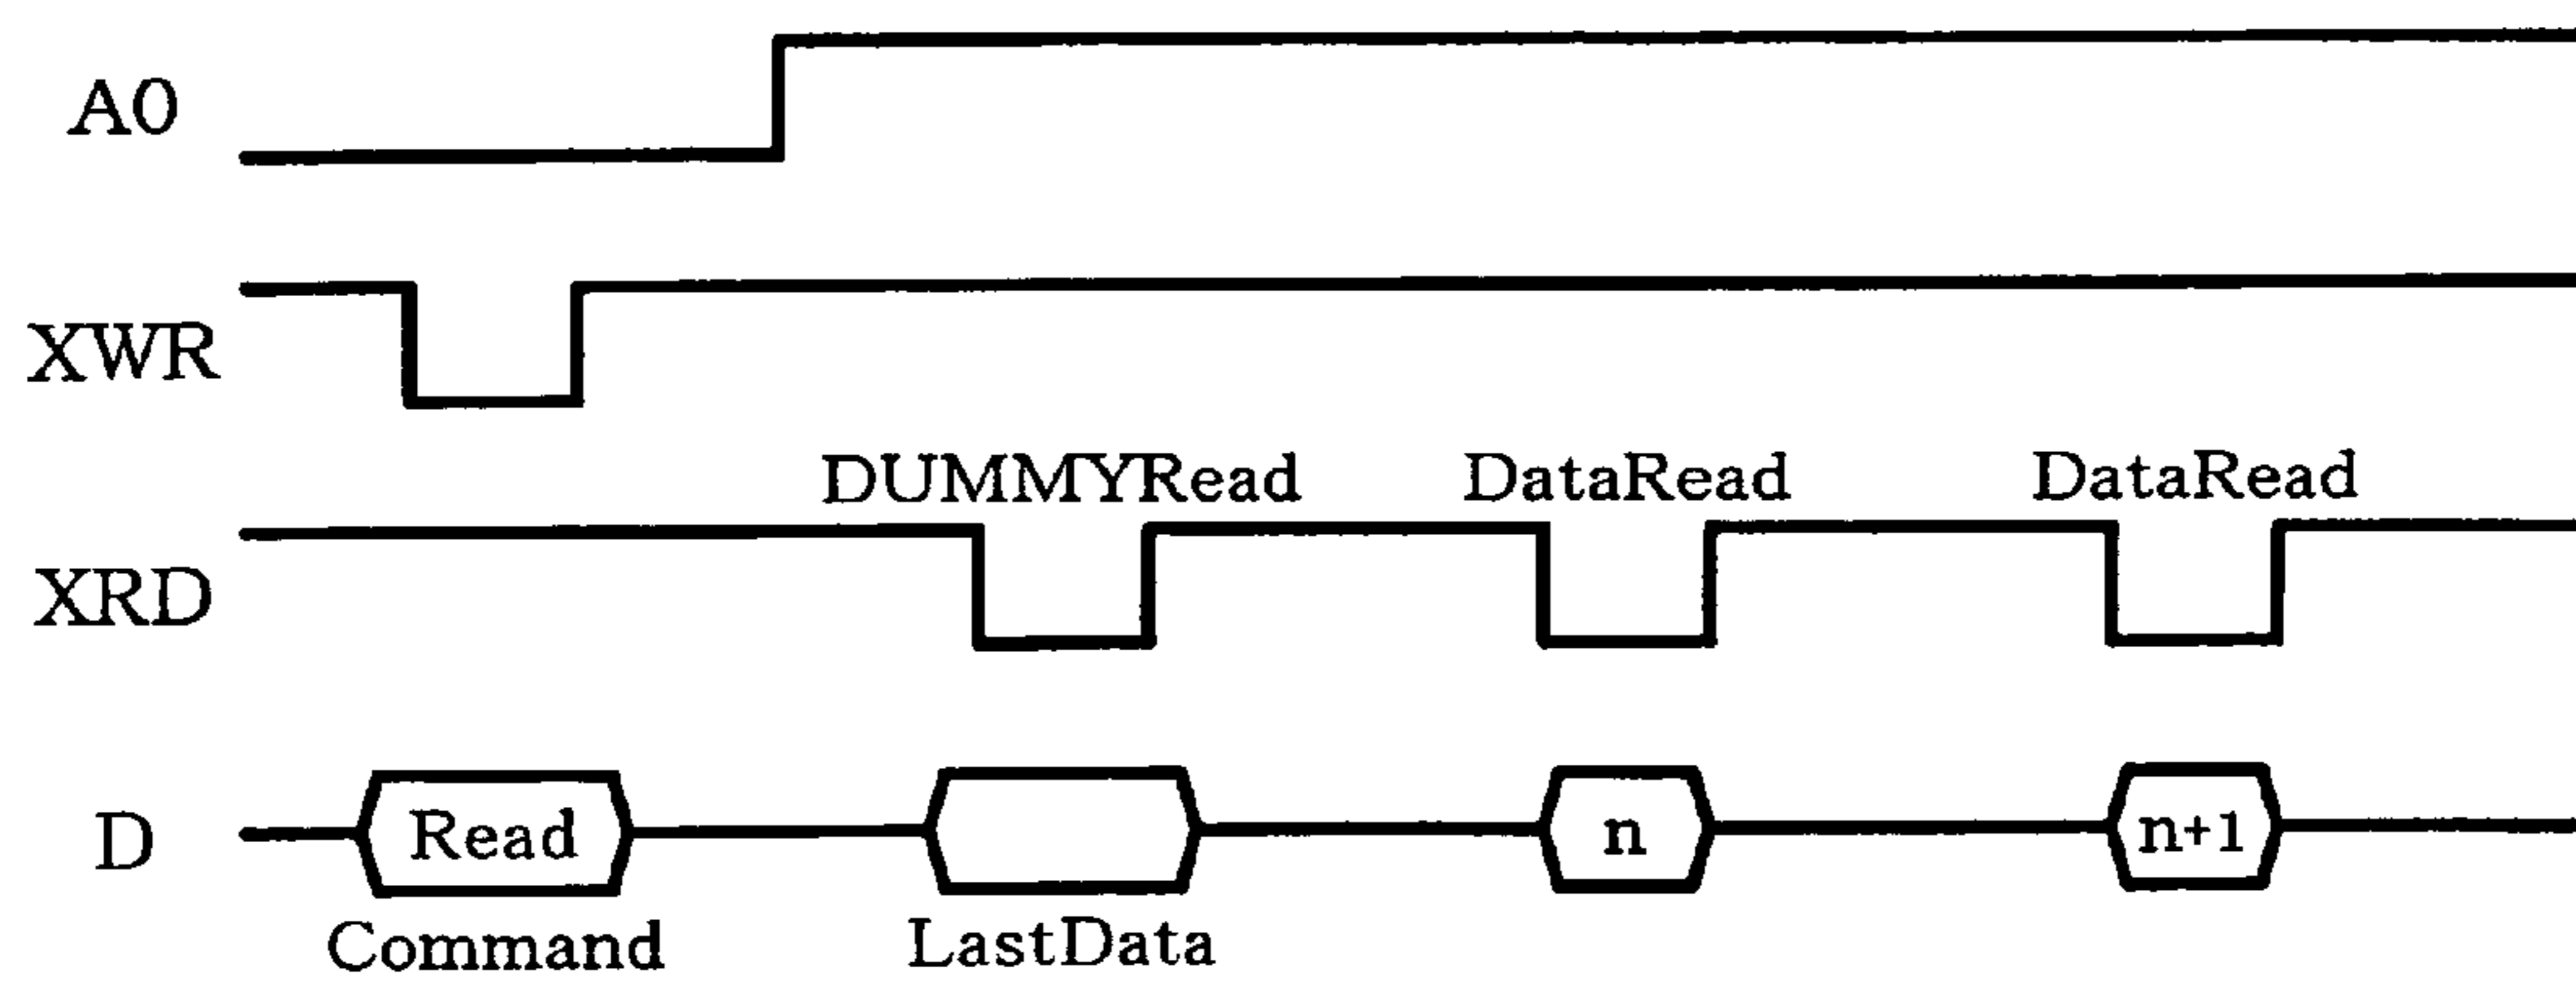 A0
XWR
DUMMYRead DataRead DataRead
XRD
D Read n n+1
Command LastData